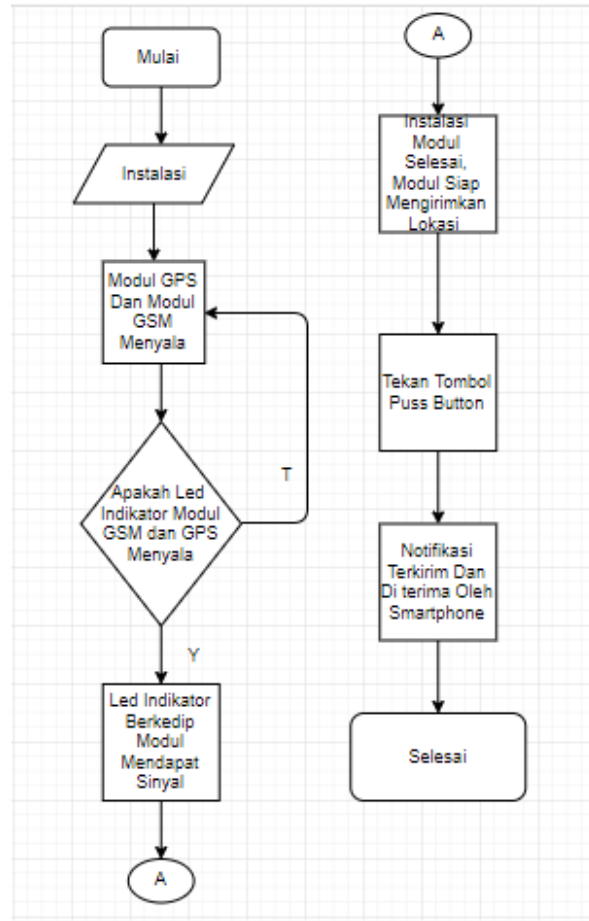 Mulai
Instalasi
Modul GPS
Dan Modul
GSM
Menyala
Apakah Led
Indikator Modul
GSM dan GPS
Menyala
T
Y
Led Indikator
Berkedip
Modul
Mendapat
Sinyal
A
A
Instalasi
Modul
Selesai,
Modul Siap
Mengirimkan
Lokasi
Tekan Tombol
Puss Button
Notifikasi
Terkirim Dan
Di terima Oleh
Smartphone
Selesai